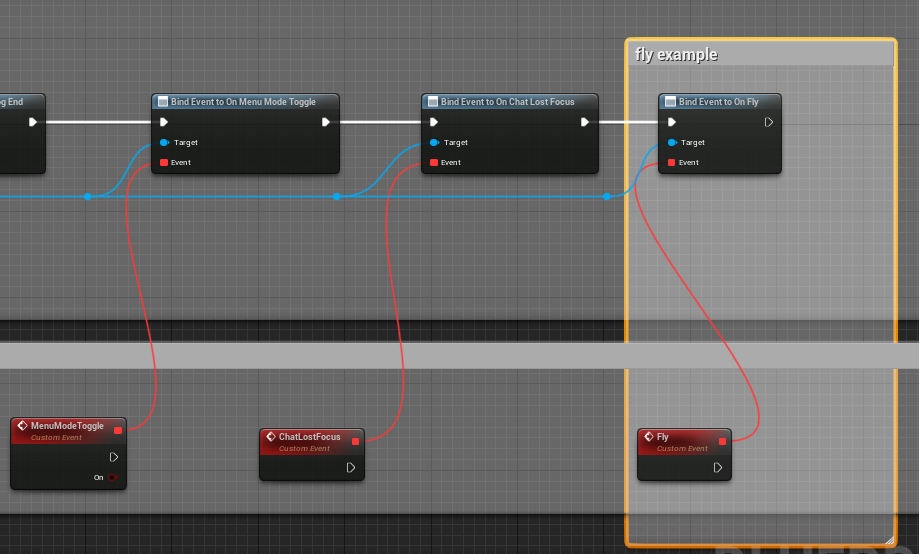 fly example
g End
Bind Event to On Menu Mode Toggle
Bind Event to On Chat Lost Focus
Bind Event to On Fly
Target
Target
Target
Event
Event
Event
MenuModeToggle
Custom Event
On
ChatLostFocus
Custom Event
Fly
Custom Event